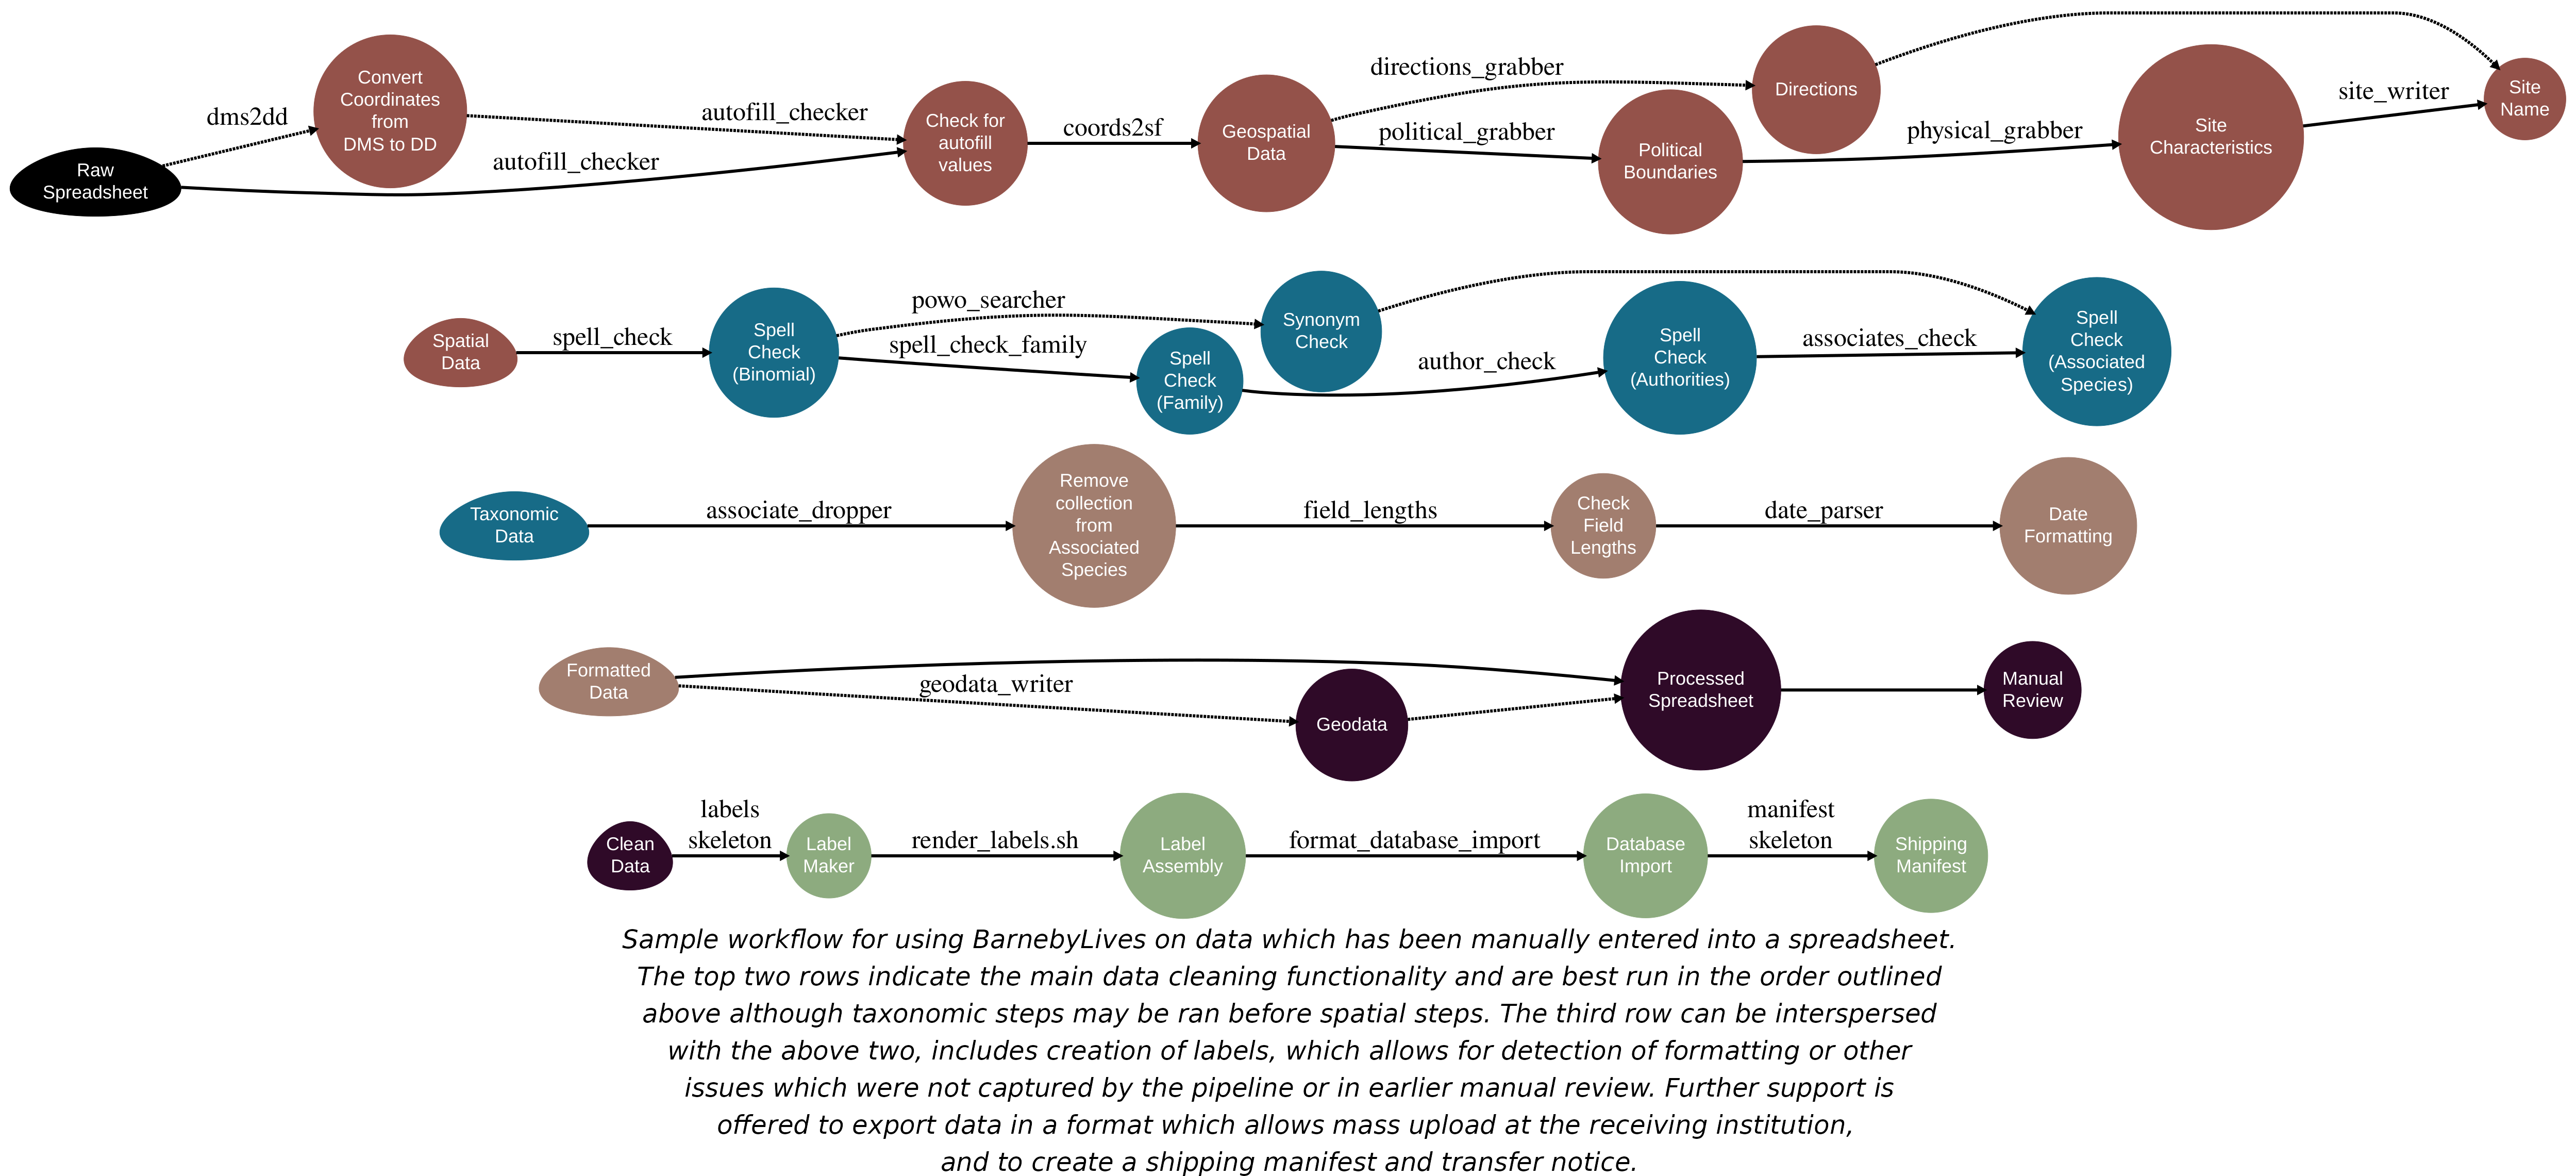 Raw
Spreadsheet
dms2dd
Convert
Coordinates
from
DMS to DD
autofill_checker
autofill_checker
Check for
autofill
values
coords2sf
Geospatial
Data
directions_grabber
political_grabber
Directions
Political
Boundaries
physical_grabber
Site
Characteristics
site_writer
Site
Name
Spatial
Data
spell_check
Spell
Check
(Binomial)
powo_searcher
spell_check_family
Spell
Check
(Family)
Synonym
Check
author_check
Spell
Check
(Authorities)
associates_check
Spell
Check
(Associated
Species)
Taxonomic
Data
associate_dropper
Remove
collection
from
Associated
Species
field_lengths
Check
Field
Lengths
date_parser
Date
Formatting
Formatted
Data
geodata_writer
Geodata
Processed
Spreadsheet
Manual
Review
Clean
Data
labels
skeleton
Label
Maker
render_labels.sh
Label
Assembly
format_database_import
Database
Import
manifest
skeleton
Shipping
Manifest
Sample workflow for using BarnebyLives on data which has been manually entered into a spreadsheet.
The top two rows indicate the main data cleaning functionality and are best run in the order outlined
above although taxonomic steps may be ran before spatial steps. The third row can be interspersed
with the above two, includes creation of labels, which allows for detection of formatting or other
issues which were not captured by the pipeline or in earlier manual review. Further support is
offered to export data in a format which allows mass upload at the receiving institution,
and to create a shipping manifest and transfer notice.